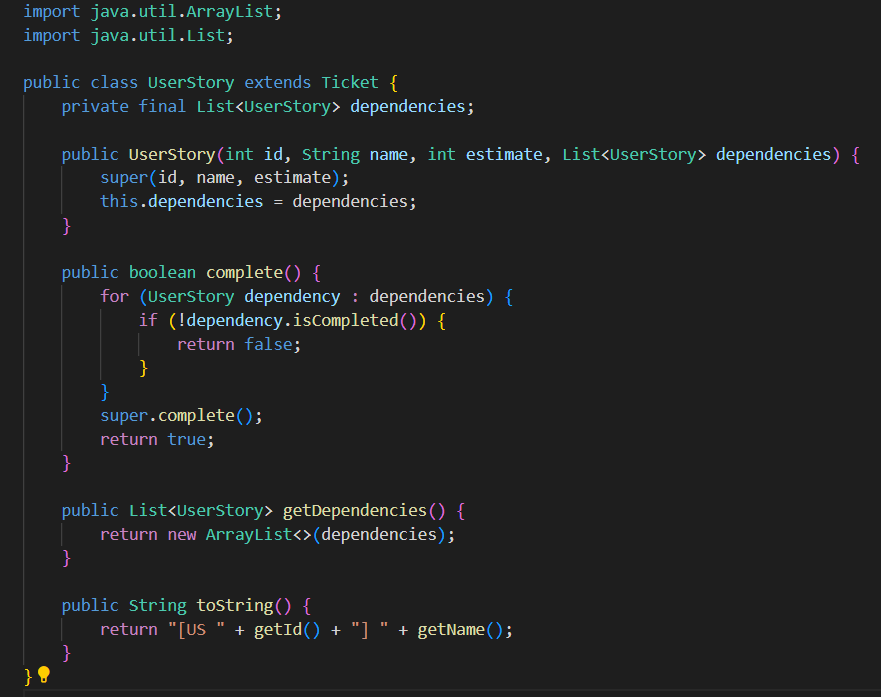 import java.util.ArrayList;
import java.util.List;

public class UserStory extends Ticket {
    private final List<UserStory> dependencies;

    public UserStory(int id, String name, int estimate, List<UserStory> dependencies) {
        super(id, name, estimate);
        this.dependencies = dependencies;
    }

    public boolean complete() {
        for (UserStory dependency : dependencies) {
            if (!dependency.isCompleted()) {
                return false;
            }
        }
        super.complete();
        return true;
    }

    public List<UserStory> getDependencies() {
        return new ArrayList<>(dependencies);
    }

    public String toString() {
        return "[US " + getId() + "] " + getName();
    }
}